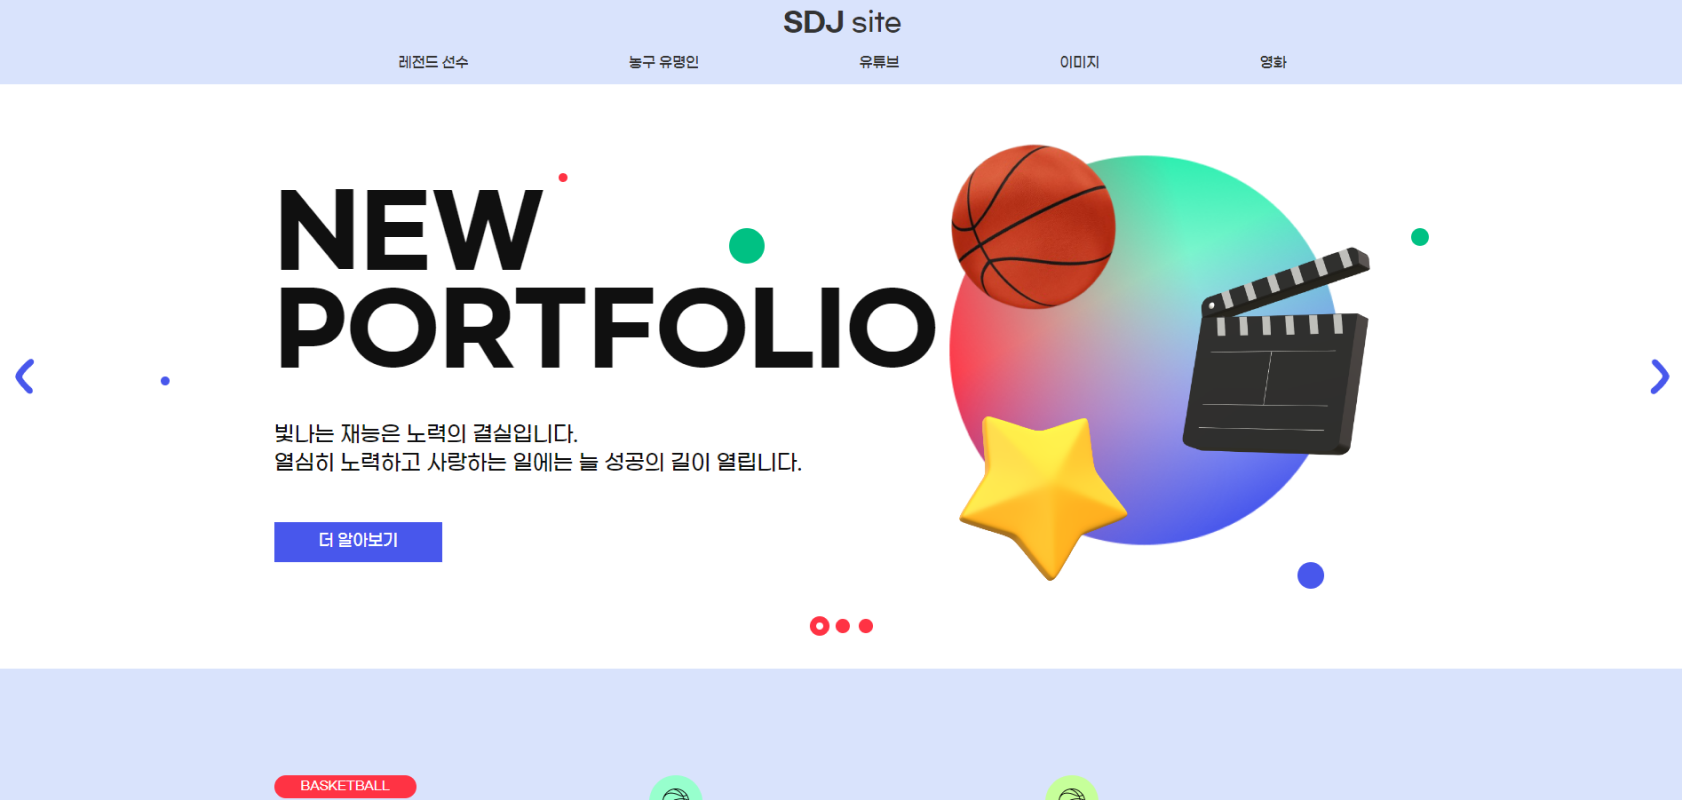 SDJ site
레전드 선수
농구 유명인
유튜브
이미지
영화
NEW
PORTFOLIO
빛나는 재능은 노력의 결실입니다.
열심히 노력하고 사랑하는 일에는 늘 성공의 길이 열립니다.
더 알아보기
BASKETBALL